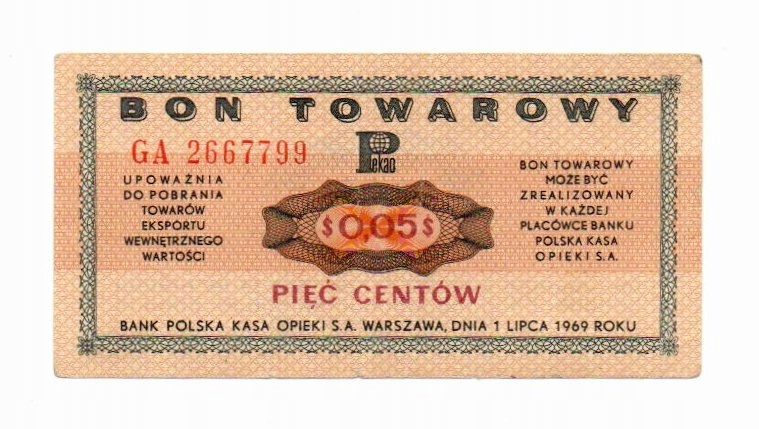 BON TOWAROWY
GA 2667799
Pekao
UPOWAŻNIA
DO POBRANIA
TOWARÓW
EKSPORTU
WEWNĘTRZNEGO
WARTOŚCI
$0,05$
BON TOWAROWY
MOŻE BYĆ
ZREALIZOWANY
W KAŻDEJ
PLACÓWCE BANKU
POLSKA KASA
OPIEKI S.A.
PIĘĆ CENTÓW
BANK POLSKA KASA OPIEKI S.A. WARSZAWA, DNIA 1 LIPCA 1969 ROKU